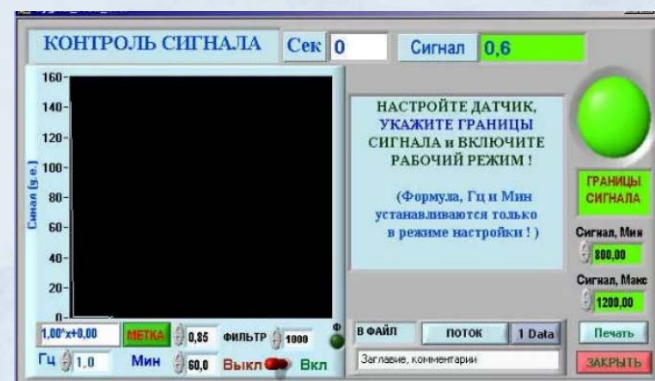 КОНТРОЛЬ СИГНАЛА Сек 0 Сигнал 0,6
160
140
120
100
80
60
40
20
0
Сигнал (у.е.)
НАСТРОЙТЕ ДАТЧИК,
УКАЖИТЕ ГРАНИЦЫ
СИГНАЛА и ВКЛЮЧИТЕ
РАБОЧИЙ РЕЖИМ !
(Формула, Гц и Мин
устанавливаются только
в режиме настройки ! )
ГРАНИЦЫ
СИГНАЛА
Сигнал, Мин
800,00
Сигнал, Макс
1200,00
1,00*x+0,00 МЕТКА 0,85 ФИЛЬТР 1000 Ф
Гц 1,0 Мин 60,0 Выкл Вкл
В ФАЙЛ ПОТОК 1 Data
Заглавие, комментарии
Печать
ЗАКРЫТЬ